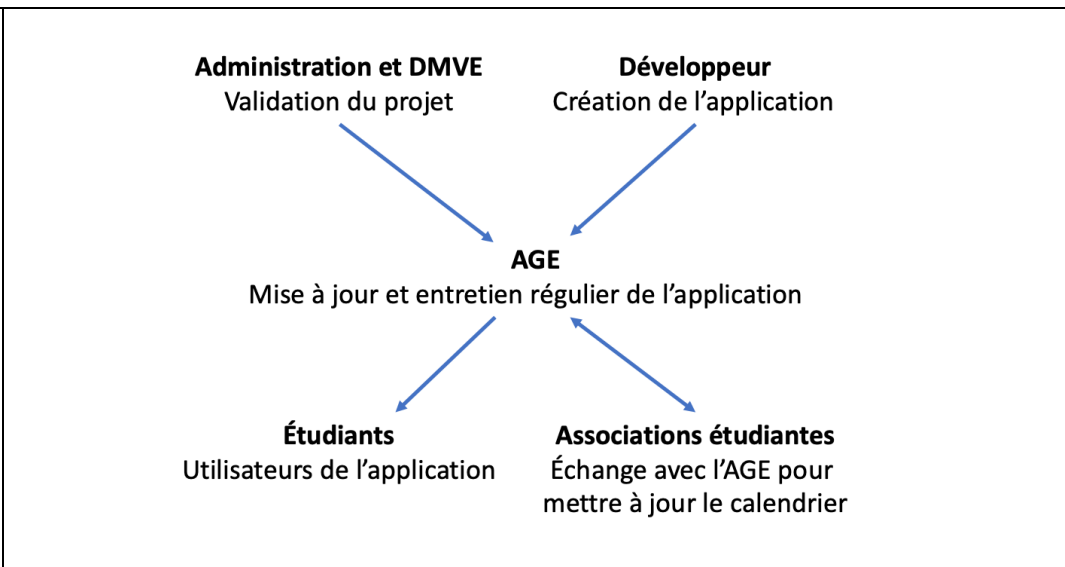 Administration et DMVE
Validation du projet
Développeur
Création de l’application
AGE
Mise à jour et entretien régulier de l’application
Étudiants
Utilisateurs de l’application
Associations étudiantes
Échange avec l’AGE pour
mettre à jour le calendrier